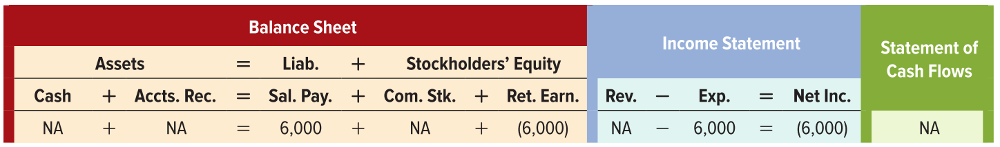 Balance Sheet
Income Statement
Statement of
Cash Flows
Assets = Liab. + Stockholders’ Equity
Cash + Accts. Rec. = Sal. Pay. + Com. Stk. + Ret. Earn. Rev. − Exp. = Net Inc.
NA + NA = 6,000 + NA + (6,000) NA − 6,000 = (6,000) NA